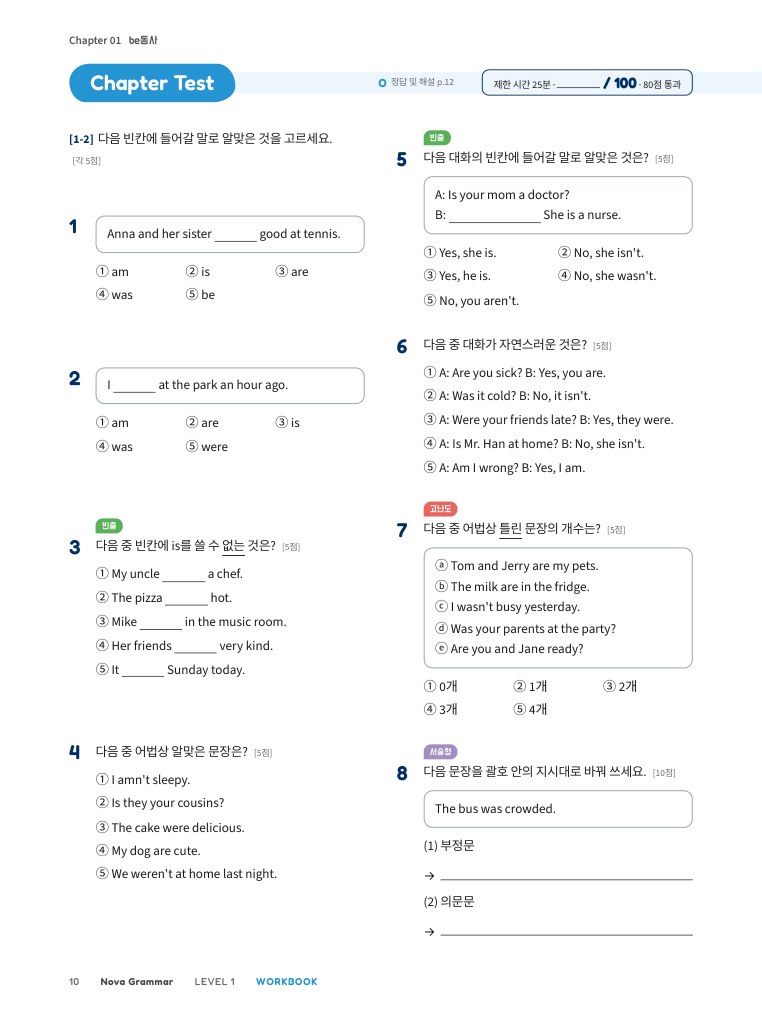 Chapter 01 be동사
Chapter Test
정답 및 해설 p.12
제한 시간 25분 · ________ / 100 · 80점 통과
[1-2] 다음 빈칸에 들어갈 말로 알맞은 것을 고르세요.
[각 5점]
1
Anna and her sister ______ good at tennis.
① am ② is ③ are
④ was ⑤ be
2
I ______ at the park an hour ago.
① am ② are ③ is
④ was ⑤ were
빈출
3 다음 중 빈칸에 is를 쓸 수 없는 것은? [5점]
① My uncle ______ a chef.
② The pizza ______ hot.
③ Mike ______ in the music room.
④ Her friends ______ very kind.
⑤ It ______ Sunday today.
4 다음 중 어법상 알맞은 문장은? [5점]
① I amn't sleepy.
② Is they your cousins?
③ The cake were delicious.
④ My dog are cute.
⑤ We weren't at home last night.
빈출
5 다음 대화의 빈칸에 들어갈 말로 알맞은 것은? [5점]
A: Is your mom a doctor?
B: ______________ She is a nurse.
① Yes, she is. ② No, she isn't.
③ Yes, he is. ④ No, she wasn't.
⑤ No, you aren't.
6 다음 중 대화가 자연스러운 것은? [5점]
① A: Are you sick? B: Yes, you are.
② A: Was it cold? B: No, it isn't.
③ A: Were your friends late? B: Yes, they were.
④ A: Is Mr. Han at home? B: No, she isn't.
⑤ A: Am I wrong? B: Yes, I am.
고난도
7 다음 중 어법상 틀린 문장의 개수는? [5점]
ⓐ Tom and Jerry are my pets.
ⓑ The milk are in the fridge.
ⓒ I wasn't busy yesterday.
ⓓ Was your parents at the party?
ⓔ Are you and Jane ready?
① 0개 ② 1개 ③ 2개
④ 3개 ⑤ 4개
서술형
8 다음 문장을 괄호 안의 지시대로 바꿔 쓰세요. [10점]
The bus was crowded.
(1) 부정문
→ ______________
(2) 의문문
→ ______________
10 Nova Grammar LEVEL 1 WORKBOOK